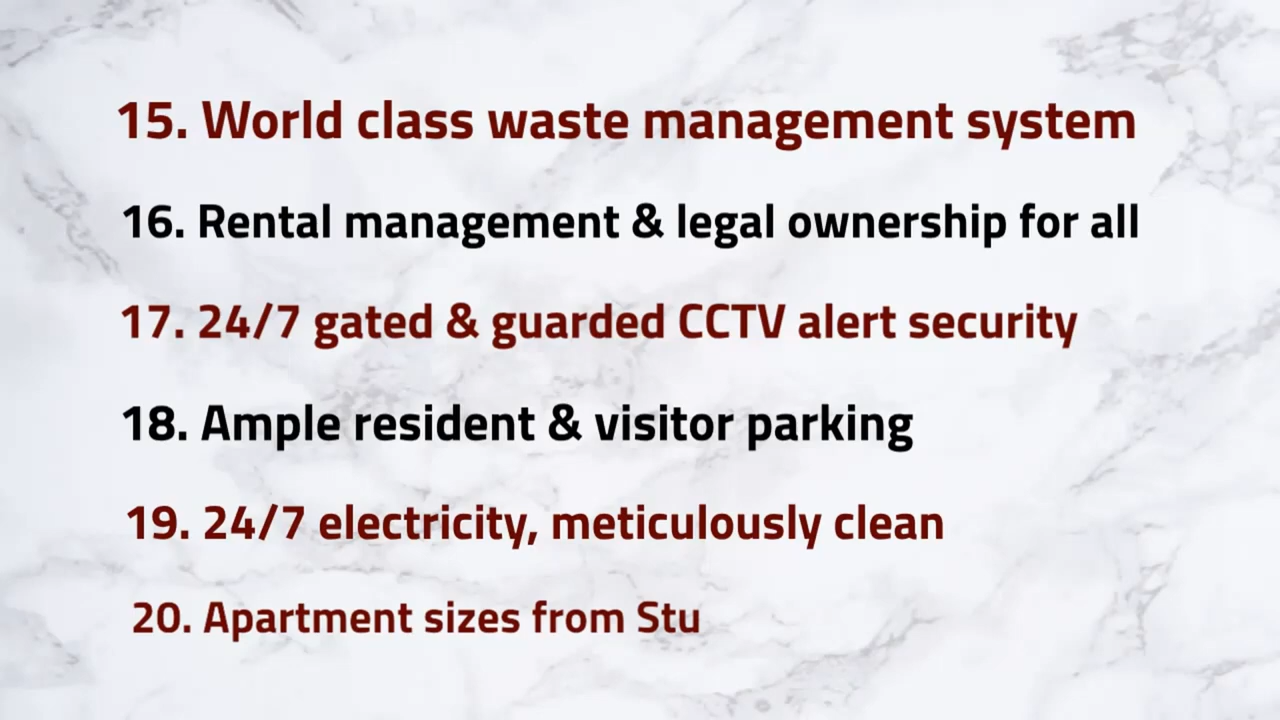 15. World class waste management system
16. Rental management & legal ownership for all
17. 24/7 gated & guarded CCTV alert security
18. Ample resident & visitor parking
19. 24/7 electricity, meticulously clean
20. Apartment sizes from Stu